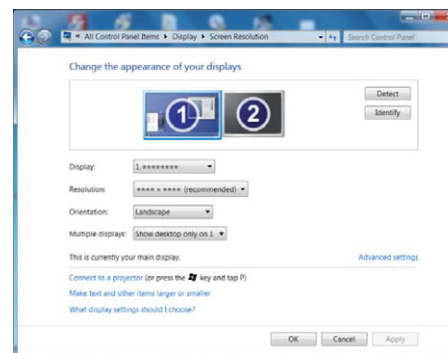 « All Control Panel Items ▸ Display ▸ Screen Resolution
Search Control Panel
Change the appearance of your displays
1 2
Detect
Identify
Display: 1. ********
Resolution: **** × **** (recommended)
Orientation: Landscape
Multiple displays: Show desktop only on 1
This is currently your main display. Advanced settings
Connect to a projector (or press the key and tap P)
Make text and other items larger or smaller
What display settings should I choose?
OK Cancel Apply